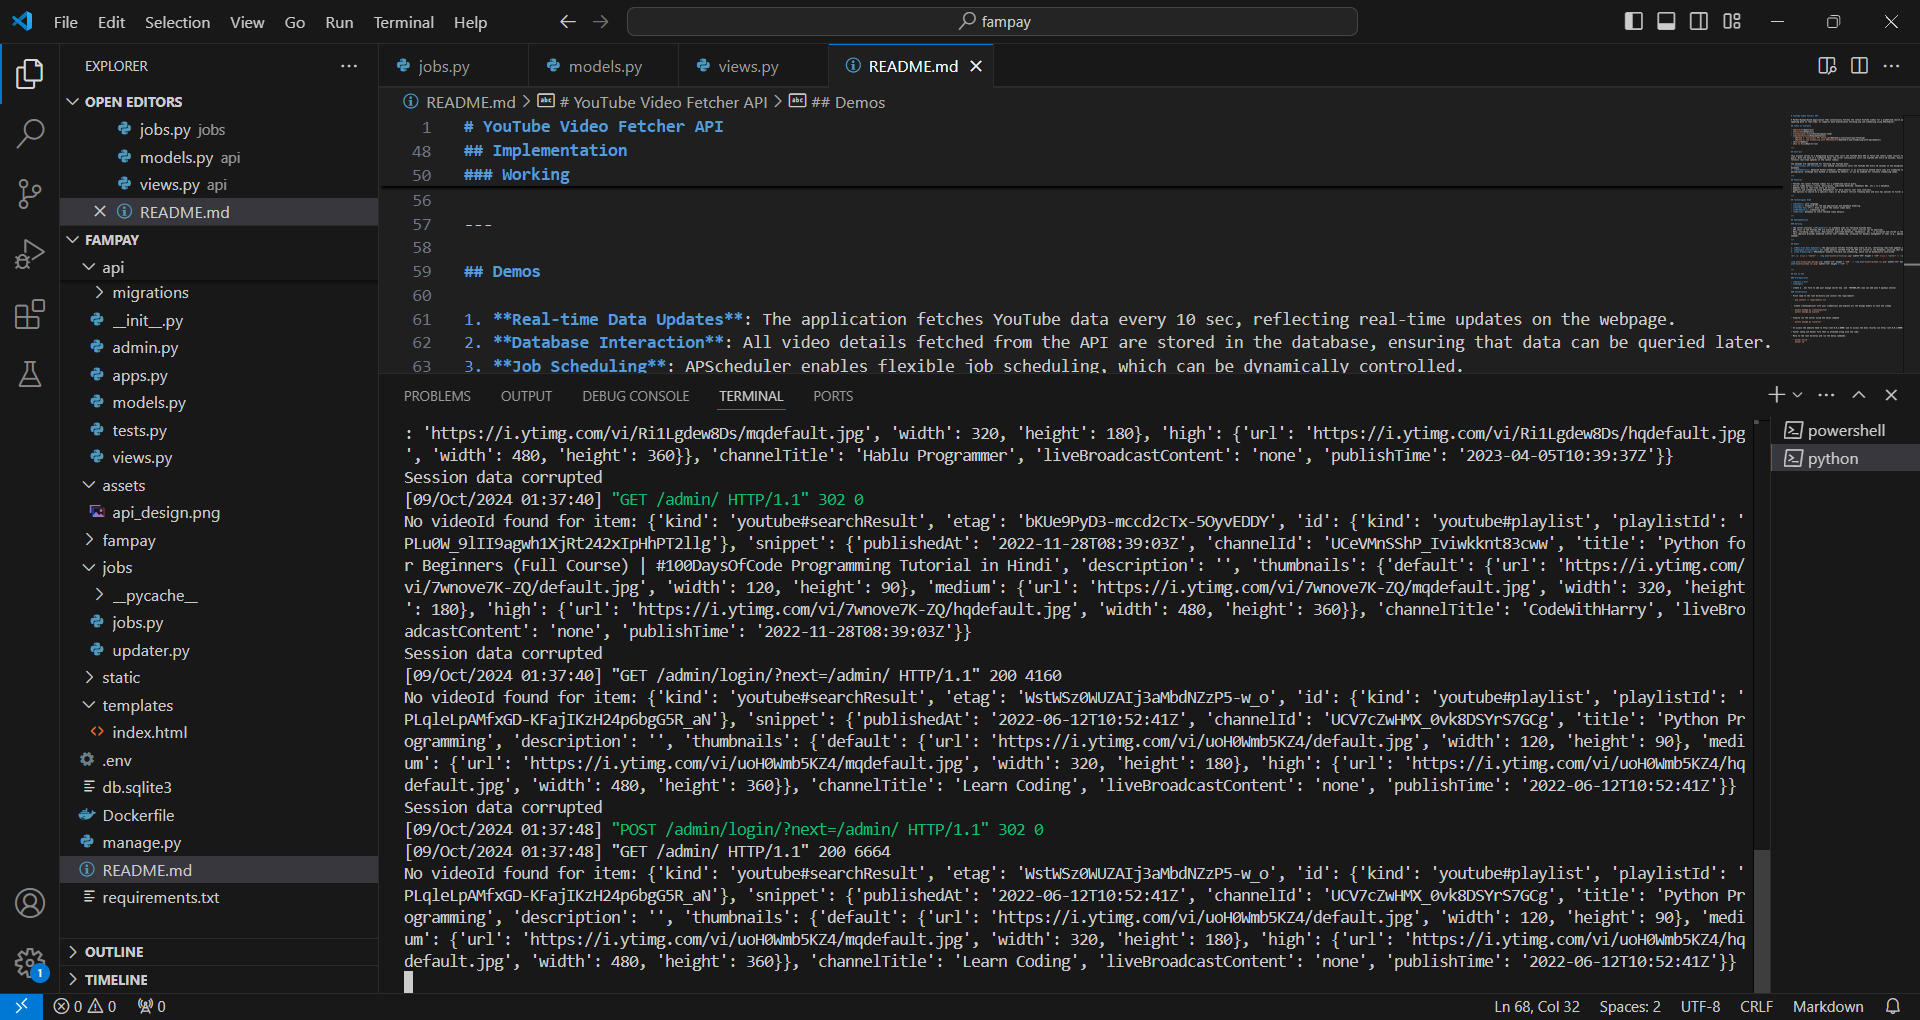 File Edit Selection View Go Run Terminal Help
fampay
EXPLORER
OPEN EDITORS
jobs.py jobs
models.py api
views.py api
README.md
FAMPAY
api
migrations
__init__.py
admin.py
apps.py
models.py
tests.py
views.py
assets
api_design.png
fampay
jobs
__pycache__
jobs.py
updater.py
static
templates
index.html
.env
db.sqlite3
Dockerfile
manage.py
README.md
requirements.txt
OUTLINE
TIMELINE
1
jobs.py models.py views.py README.md
README.md > # YouTube Video Fetcher API > ## Demos
1 # YouTube Video Fetcher API
48 ## Implementation
50 ### Working
56
57 ---
58
59 ## Demos
60
61 1. **Real-time Data Updates**: The application fetches YouTube data every 10 sec, reflecting real-time updates on the webpage.
62 2. **Database Interaction**: All video details fetched from the API are stored in the database, ensuring that data can be queried later.
63 3. **Job Scheduling**: APScheduler enables flexible job scheduling, which can be dynamically controlled.
PROBLEMS OUTPUT DEBUG CONSOLE TERMINAL PORTS
powershell
python
: 'https://i.ytimg.com/vi/Ri1Lgdew8Ds/mqdefault.jpg', 'width': 320, 'height': 180}, 'high': {'url': 'https://i.ytimg.com/vi/Ri1Lgdew8Ds/hqdefault.jpg
', 'width': 480, 'height': 360}}, 'channelTitle': 'Hablu Programmer', 'liveBroadcastContent': 'none', 'publishTime': '2023-04-05T10:39:37Z'}}
Session data corrupted
[09/Oct/2024 01:37:40] "GET /admin/ HTTP/1.1" 302 0
No videoId found for item: {'kind': 'youtube#searchResult', 'etag': 'bKUe9PyD3-mccd2cTx-5OyvEDDY', 'id': {'kind': 'youtube#playlist', 'playlistId': '
PLu0W_9lII9agwh1XjRt242xIpHhPT2llg'}, 'snippet': {'publishedAt': '2022-11-28T08:39:03Z', 'channelId': 'UCeVMnSShP_Iviwkknt83cww', 'title': 'Python fo
r Beginners (Full Course) | #100DaysOfCode Programming Tutorial in Hindi', 'description': '', 'thumbnails': {'default': {'url': 'https://i.ytimg.com/
vi/7wnove7K-ZQ/default.jpg', 'width': 120, 'height': 90}, 'medium': {'url': 'https://i.ytimg.com/vi/7wnove7K-ZQ/mqdefault.jpg', 'width': 320, 'height
': 180}, 'high': {'url': 'https://i.ytimg.com/vi/7wnove7K-ZQ/hqdefault.jpg', 'width': 480, 'height': 360}}, 'channelTitle': 'CodeWithHarry', 'liveBro
adcastContent': 'none', 'publishTime': '2022-11-28T08:39:03Z'}}
Session data corrupted
[09/Oct/2024 01:37:40] "GET /admin/login/?next=/admin/ HTTP/1.1" 200 4160
No videoId found for item: {'kind': 'youtube#searchResult', 'etag': 'WstWSz0WUZAIj3aMbdNZzP5-w_o', 'id': {'kind': 'youtube#playlist', 'playlistId': '
PLqleLpAMfxGD-KFajIKzH24p6bgG5R_aN'}, 'snippet': {'publishedAt': '2022-06-12T10:52:41Z', 'channelId': 'UCV7cZwHMX_0vk8DSYrS7GCg', 'title': 'Python Pr
ogramming', 'description': '', 'thumbnails': {'default': {'url': 'https://i.ytimg.com/vi/uoH0Wmb5KZ4/default.jpg', 'width': 120, 'height': 90}, 'medi
um': {'url': 'https://i.ytimg.com/vi/uoH0Wmb5KZ4/mqdefault.jpg', 'width': 320, 'height': 180}, 'high': {'url': 'https://i.ytimg.com/vi/uoH0Wmb5KZ4/hq
default.jpg', 'width': 480, 'height': 360}}, 'channelTitle': 'Learn Coding', 'liveBroadcastContent': 'none', 'publishTime': '2022-06-12T10:52:41Z'}}
Session data corrupted
[09/Oct/2024 01:37:48] "POST /admin/login/?next=/admin/ HTTP/1.1" 302 0
[09/Oct/2024 01:37:48] "GET /admin/ HTTP/1.1" 200 6664
No videoId found for item: {'kind': 'youtube#searchResult', 'etag': 'WstWSz0WUZAIj3aMbdNZzP5-w_o', 'id': {'kind': 'youtube#playlist', 'playlistId': '
PLqleLpAMfxGD-KFajIKzH24p6bgG5R_aN'}, 'snippet': {'publishedAt': '2022-06-12T10:52:41Z', 'channelId': 'UCV7cZwHMX_0vk8DSYrS7GCg', 'title': 'Python Pr
ogramming', 'description': '', 'thumbnails': {'default': {'url': 'https://i.ytimg.com/vi/uoH0Wmb5KZ4/default.jpg', 'width': 120, 'height': 90}, 'medi
um': {'url': 'https://i.ytimg.com/vi/uoH0Wmb5KZ4/mqdefault.jpg', 'width': 320, 'height': 180}, 'high': {'url': 'https://i.ytimg.com/vi/uoH0Wmb5KZ4/hq
default.jpg', 'width': 480, 'height': 360}}, 'channelTitle': 'Learn Coding', 'liveBroadcastContent': 'none', 'publishTime': '2022-06-12T10:52:41Z'}}
0 0 0 Ln 68, Col 32 Spaces: 2 UTF-8 CRLF Markdown